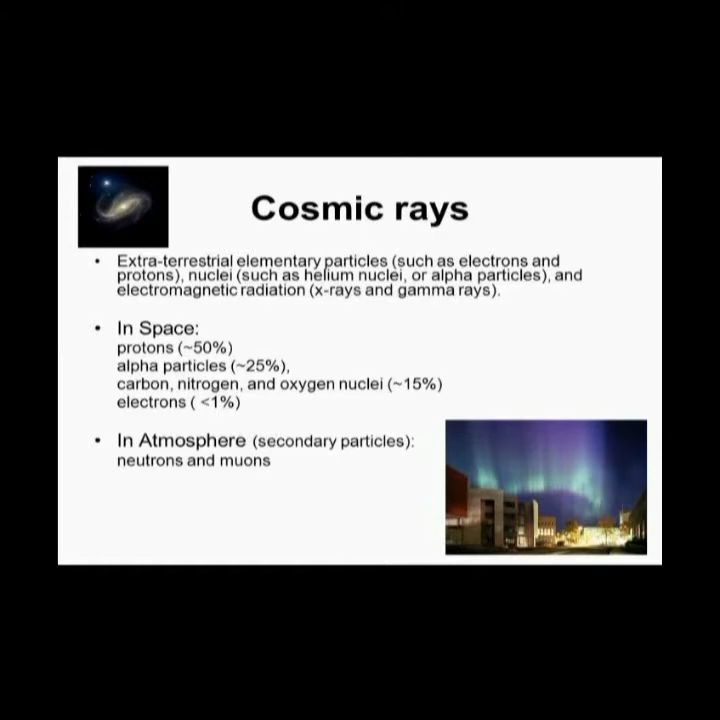 Cosmic rays
• Extra-terrestrial elementary particles (such as electrons and
protons), nuclei (such as helium nuclei, or alpha particles), and
electromagnetic radiation (x-rays and gamma rays).
• In Space:
protons (~50%)
alpha particles (~25%),
carbon, nitrogen, and oxygen nuclei (~15%)
electrons ( <1%)
• In Atmosphere (secondary particles):
neutrons and muons